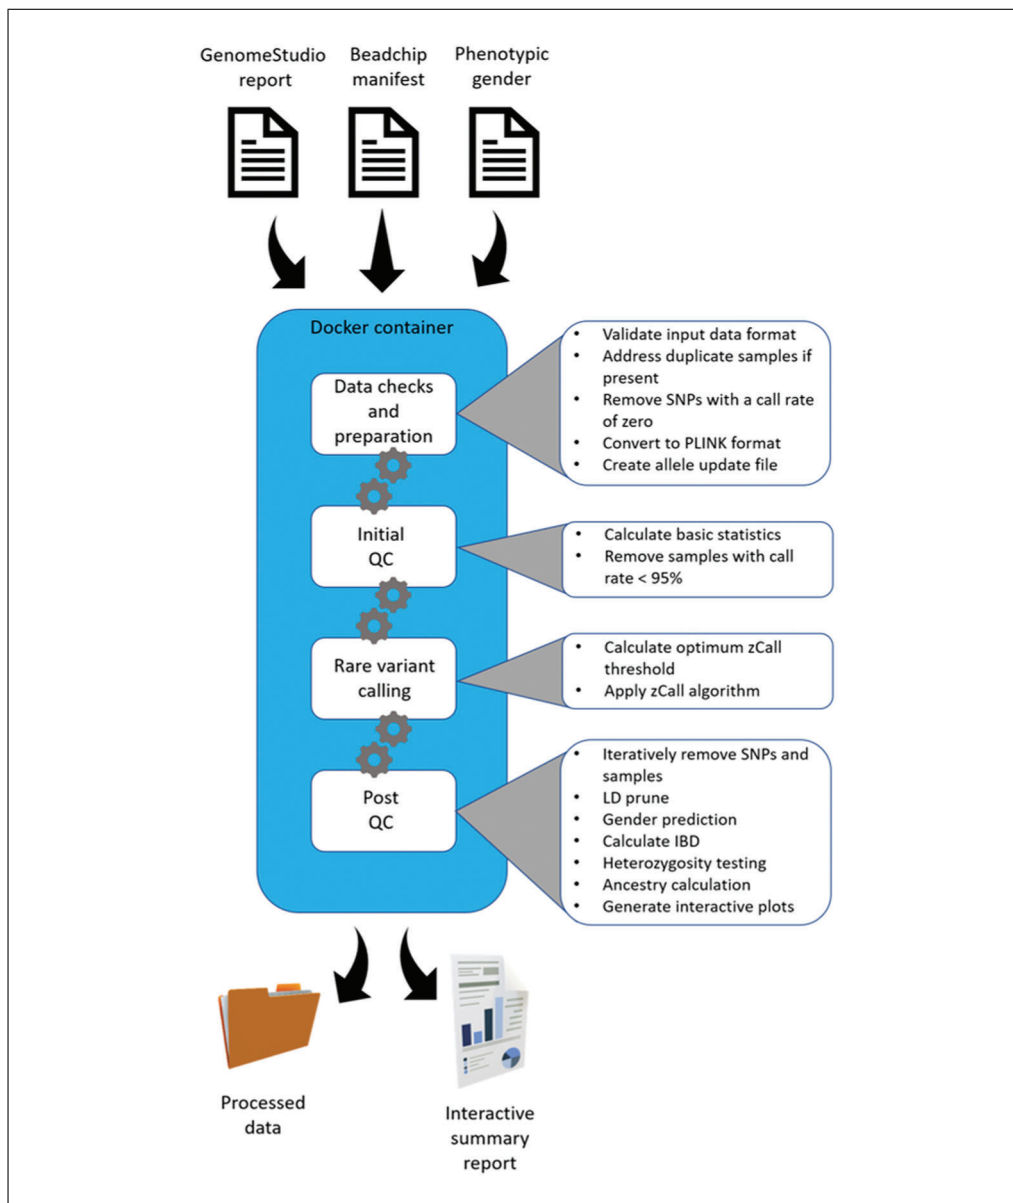 GenomeStudio
report
Beadchip
manifest
Phenotypic
gender
Docker container
Data checks
and
preparation
• Validate input data format
• Address duplicate samples if
present
• Remove SNPs with a call rate
of zero
• Convert to PLINK format
• Create allele update file
Initial
QC
• Calculate basic statistics
• Remove samples with call
rate < 95%
Rare variant
calling
• Calculate optimum zCall
threshold
• Apply zCall algorithm
Post
QC
• Iteratively remove SNPs and
samples
• LD prune
• Gender prediction
• Calculate IBD
• Heterozygosity testing
• Ancestry calculation
• Generate interactive plots
Processed
data
Interactive
summary
report